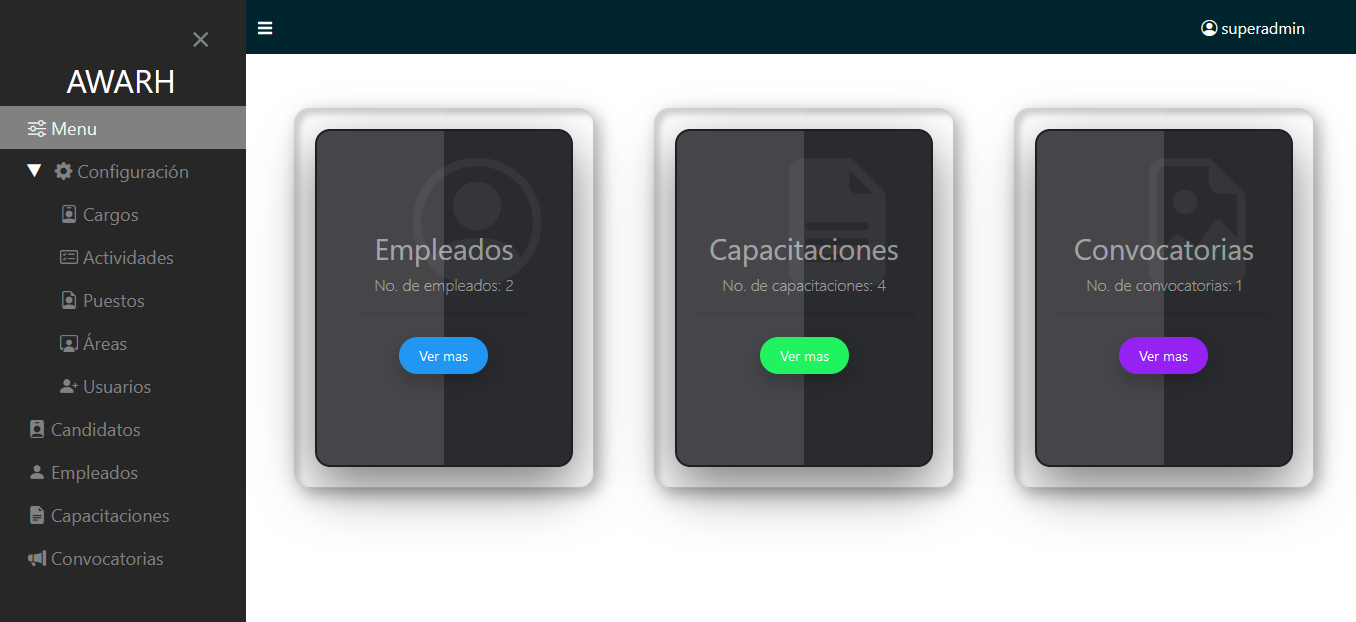 AWARH
Menu
Configuración
Cargos
Actividades
Puestos
Áreas
Usuarios
Candidatos
Empleados
Capacitaciones
Convocatorias
superadmin
Empleados
No. de empleados: 2
Ver mas
Capacitaciones
No. de capacitaciones: 4
Ver mas
Convocatorias
No. de convocatorias: 1
Ver mas